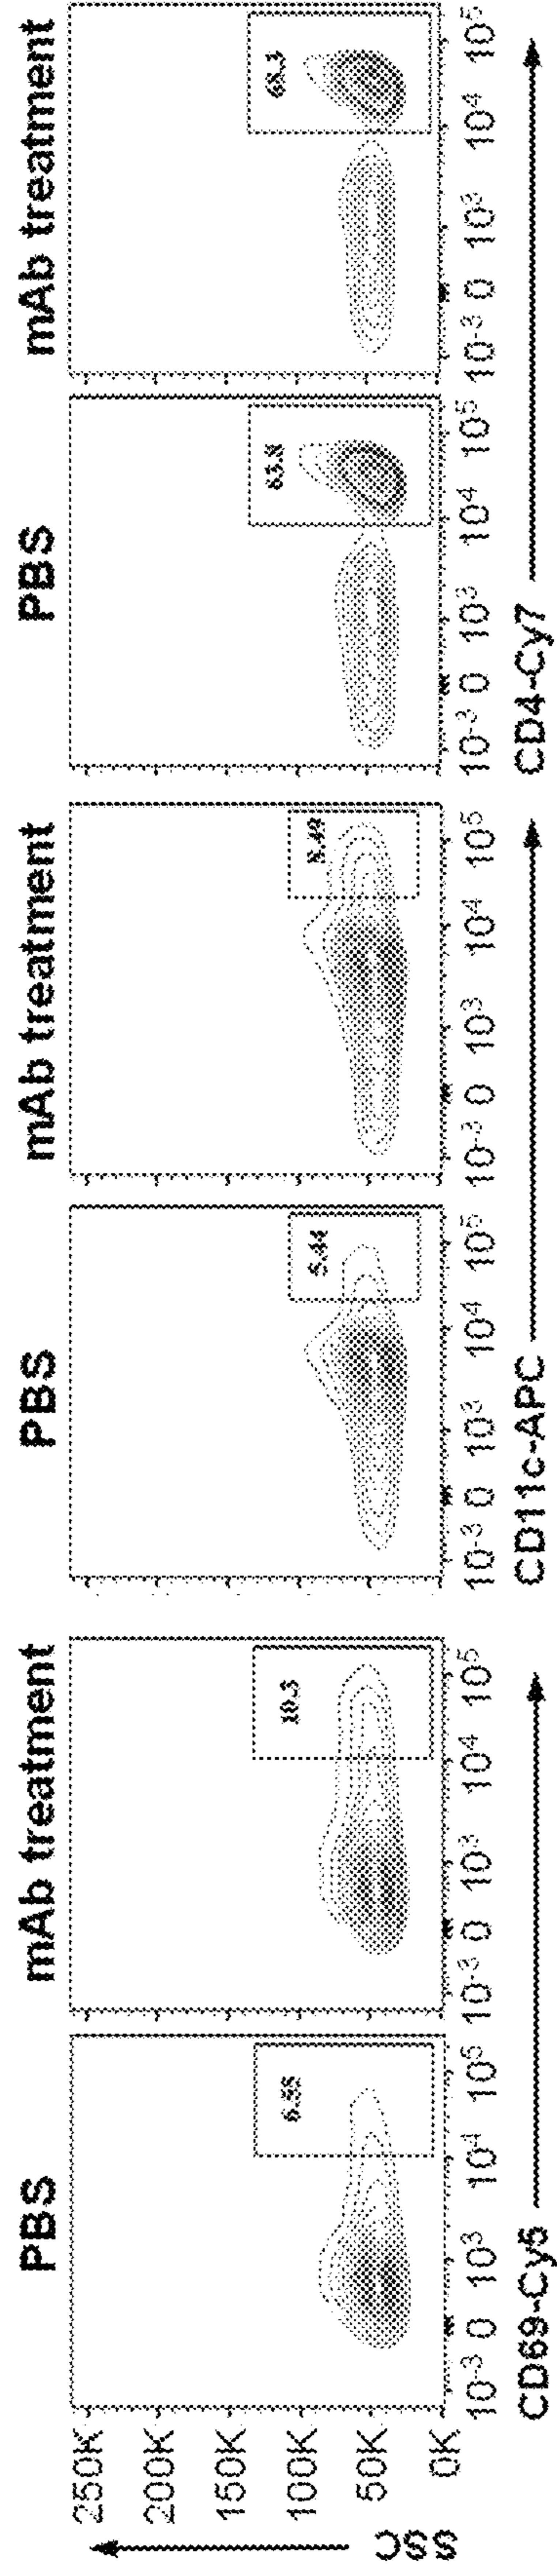 PBS
mAb treatment
PBS
mAb treatment
PBS
mAb treatment
SSC
250K
200K
150K
100K
50K
0K
6.55
10.3
5.44
8.49
63.8
68.3
10-3 0 10³ 10⁴ 10⁵
10-3 0 10³ 10⁴ 10⁵
10-3 0 10³ 10⁴ 10⁵
10-3 0 10³ 10⁴ 10⁵
10-3 0 10³ 10⁴ 10⁵
10-3 0 10³ 10⁴ 10⁵
CD69-Cy5
CD11c-APC
CD4-Cy7